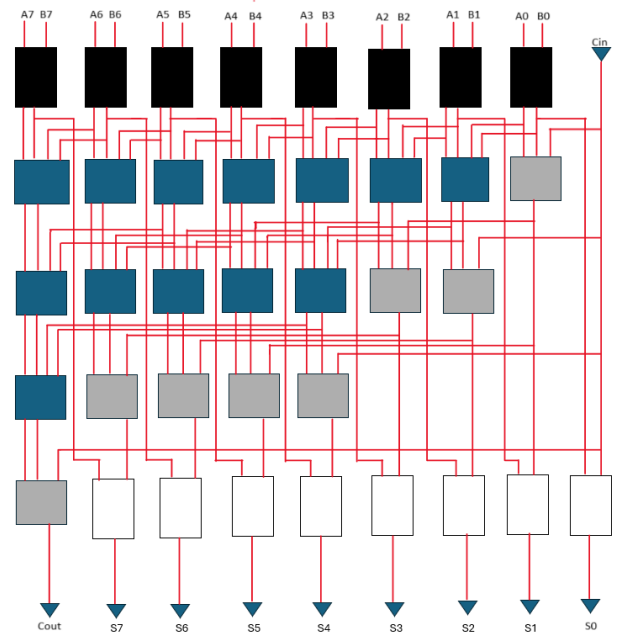 A7 B7 A6 B6 A5 B5 A4 B4 A3 B3 A2 B2 A1 B1 A0 B0
Cin
Cout S7 S6 S5 S4 S3 S2 S1 S0